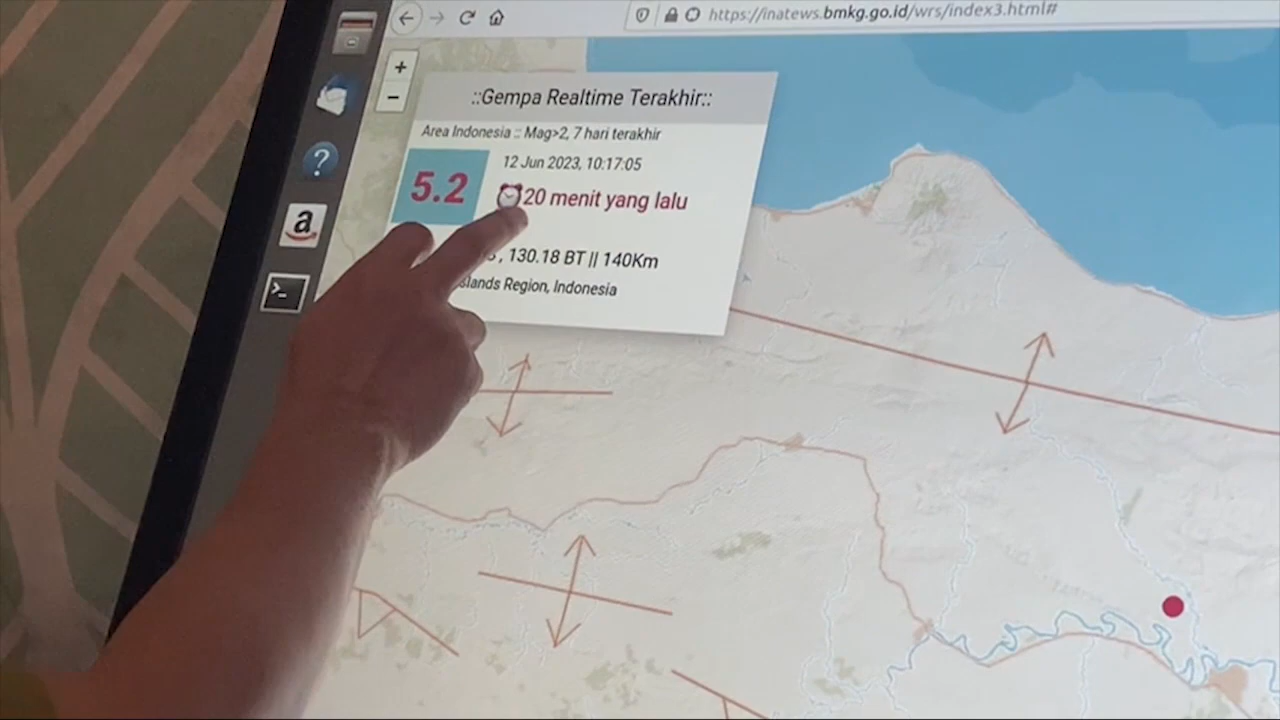 https://inatews.bmkg.go.id/wrs/index3.html#
+
−
::Gempa Realtime Terakhir::
Area Indonesia :: Mag>2, 7 hari terakhir
12 Jun 2023, 10:17:05
5.2
20 menit yang lalu
, 130.18 BT || 140Km
Region, Indonesia
?
a
>_